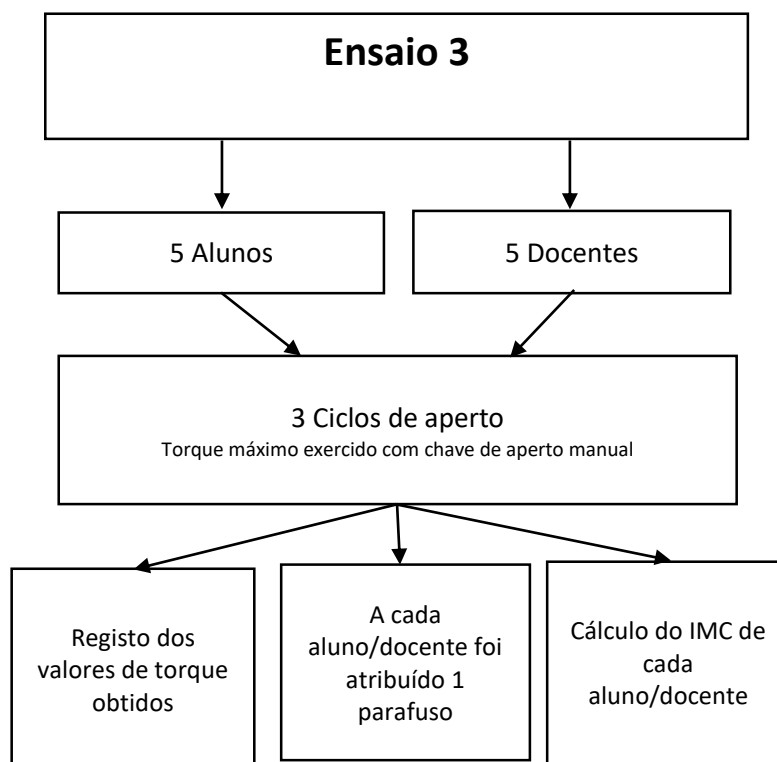 Ensaio 3
5 Alunos
5 Docentes
3 Ciclos de aperto
Torque máximo exercido com chave de aperto manual
Registo dos
valores de torque
obtidos
A cada
aluno/docente foi
atribuído 1
parafuso
Cálculo do IMC de
cada
aluno/docente